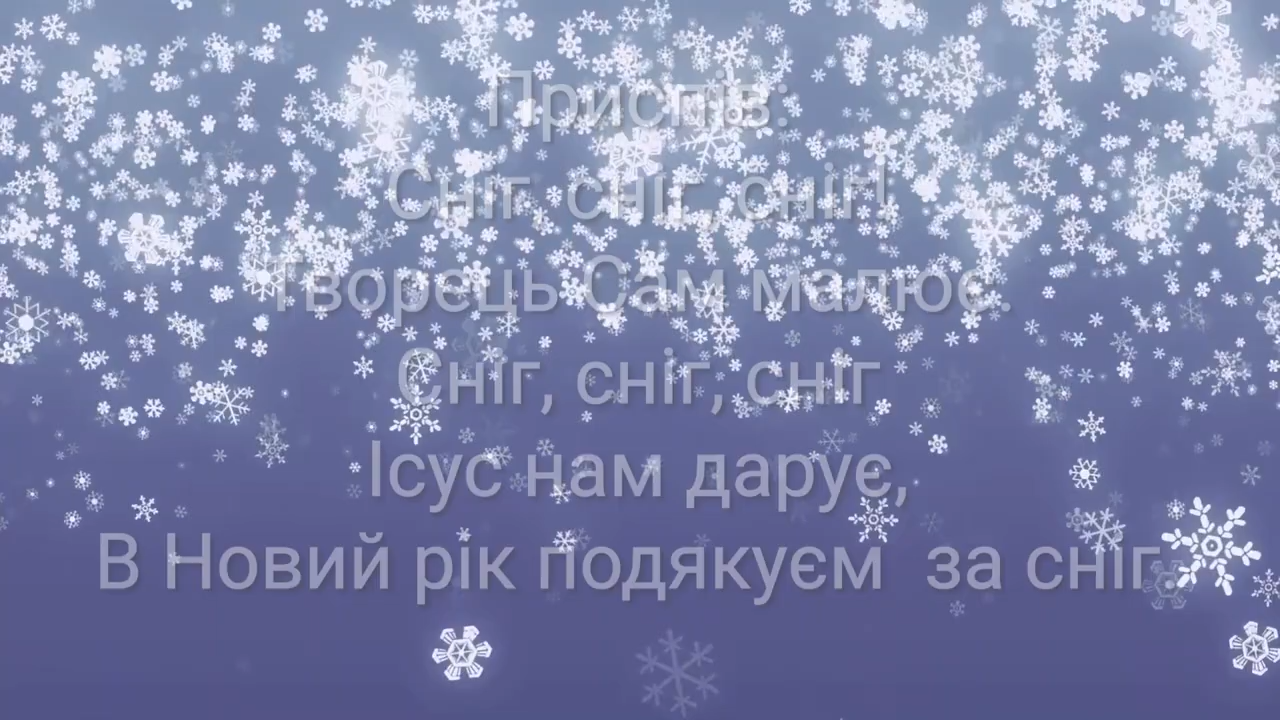 Приспів:
Сніг, сніг, сніг!
Творець Сам малює.
Сніг, сніг, сніг
Ісус нам дарує,
В Новий рік подякуєм за сніг.